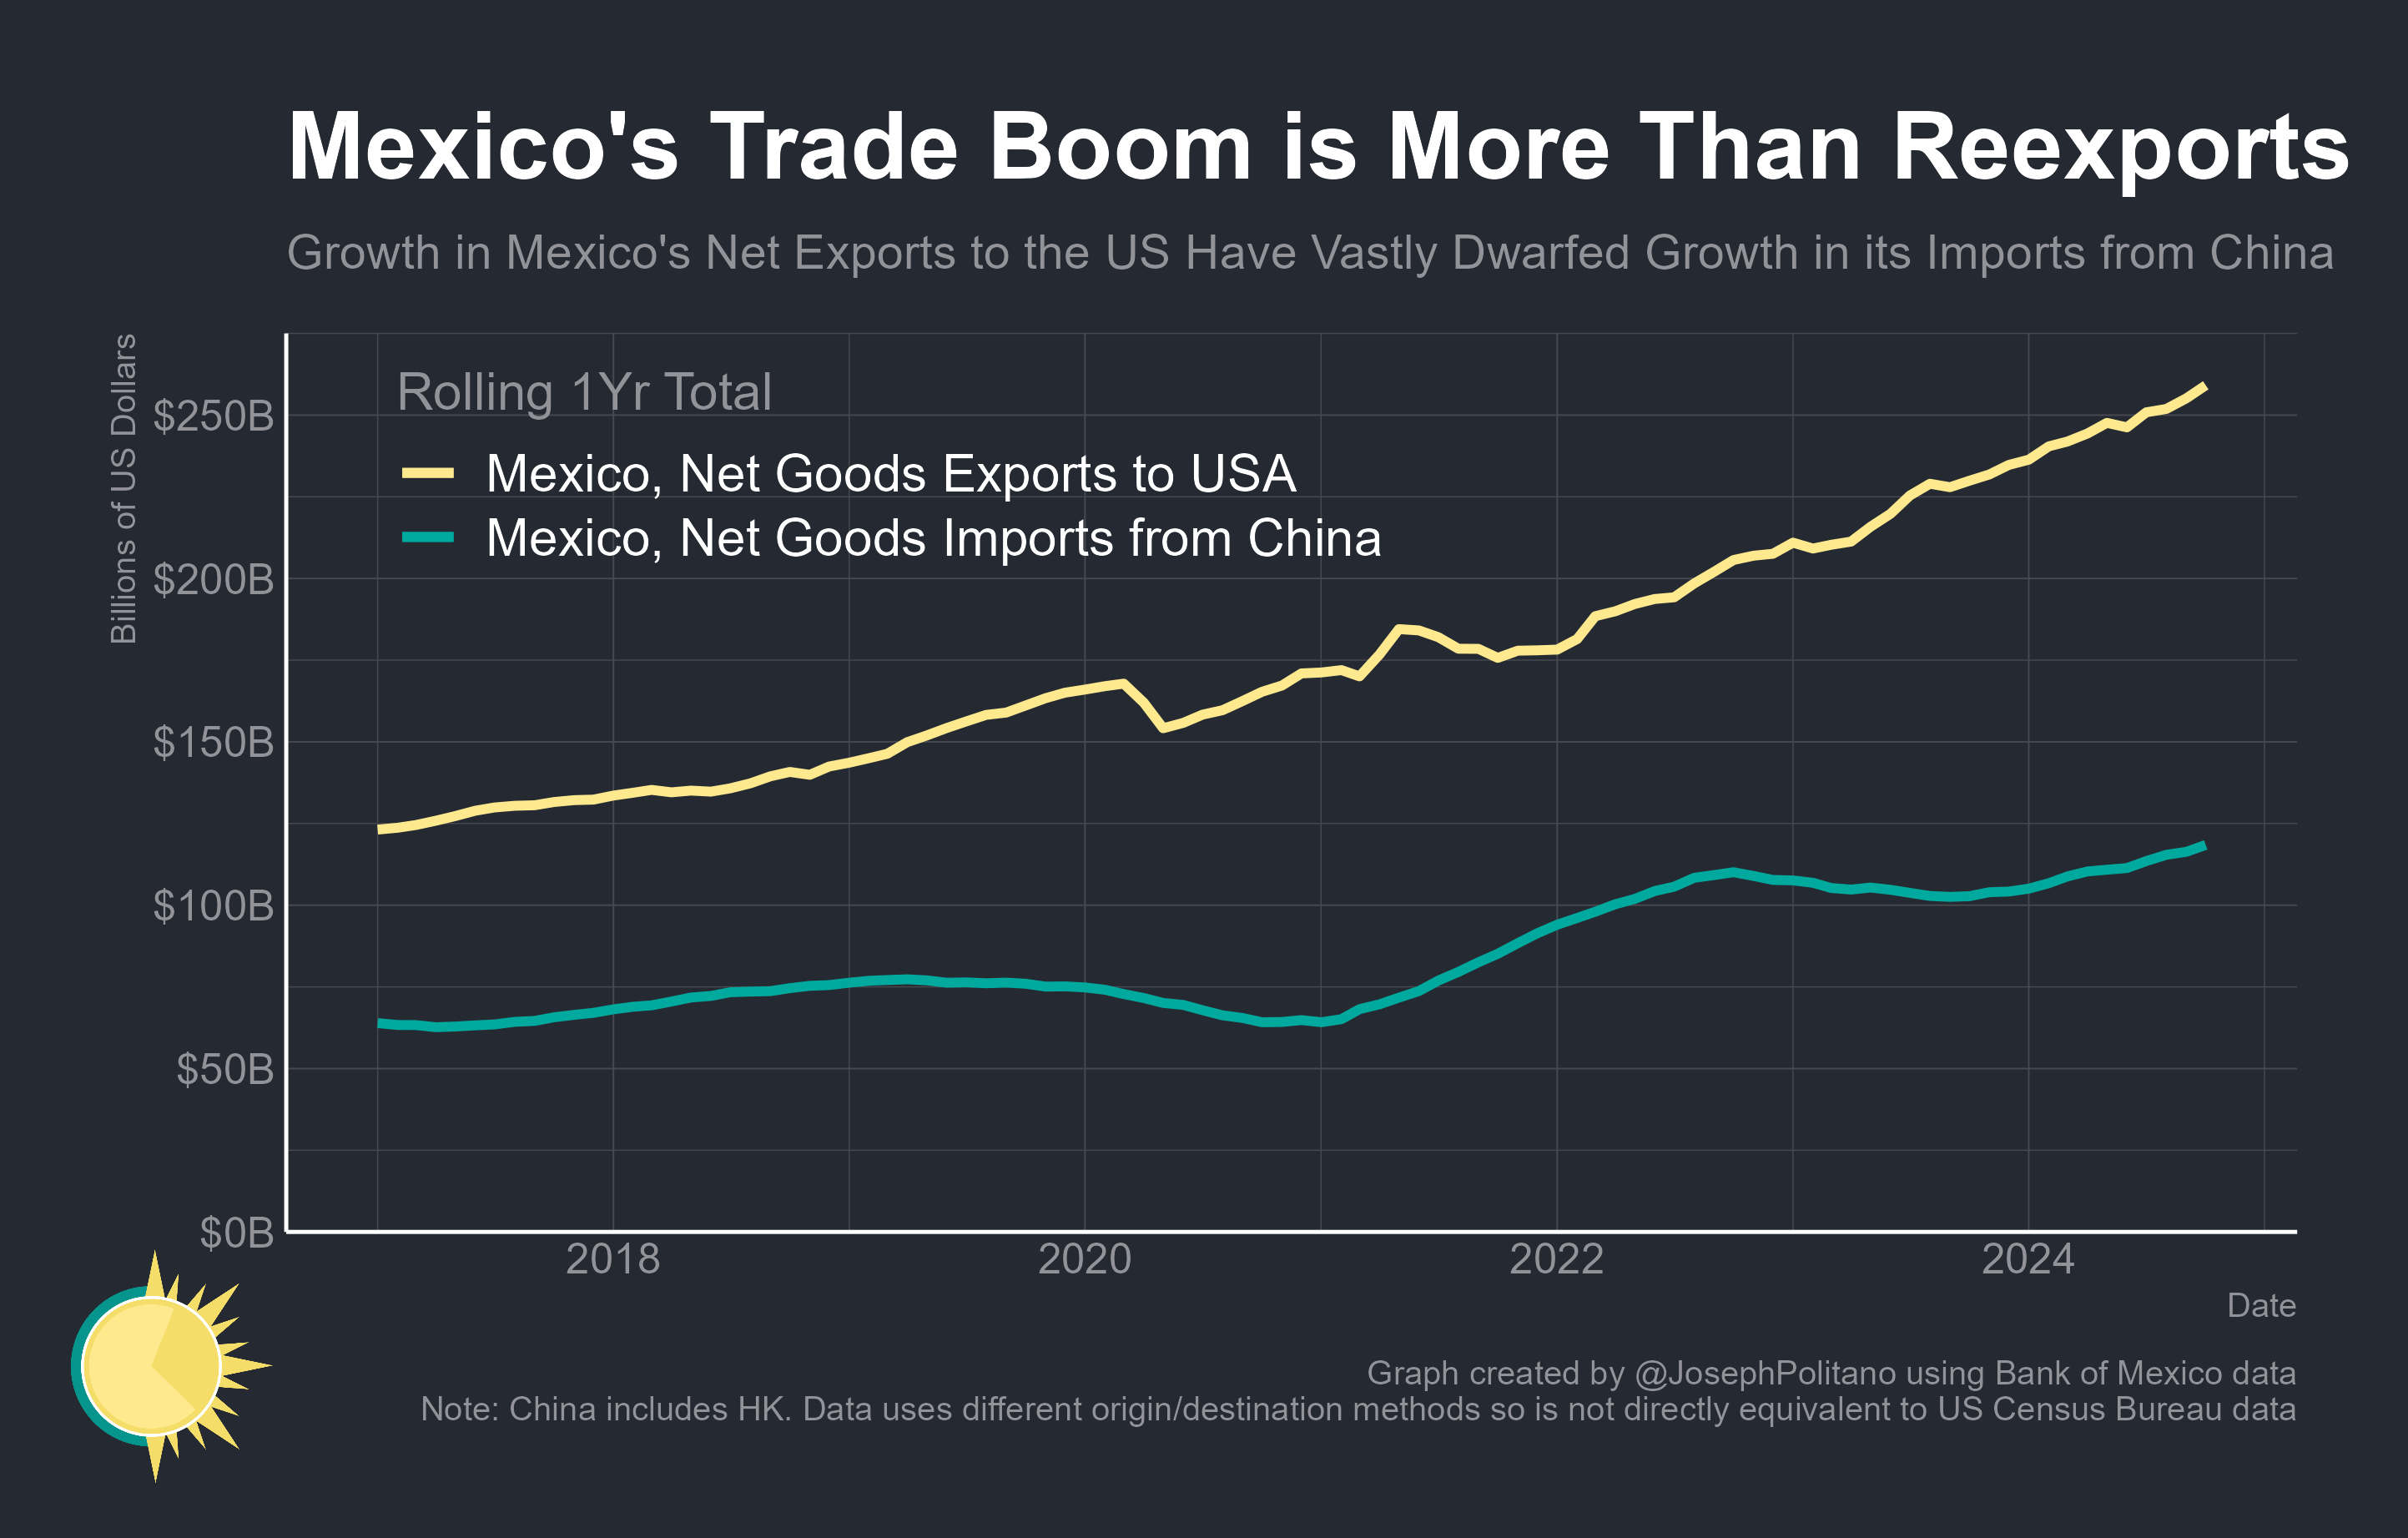 Mexico's Trade Boom is More Than Reexports
Growth in Mexico's Net Exports to the US Have Vastly Dwarfed Growth in its Imports from China
Billions of US Dollars
$250B
$200B
$150B
$100B
$50B
$0B
Rolling 1Yr Total
Mexico, Net Goods Exports to USA
Mexico, Net Goods Imports from China
2018
2020
2022
2024
Date
Graph created by @JosephPolitano using Bank of Mexico data
Note: China includes HK. Data uses different origin/destination methods so is not directly equivalent to US Census Bureau data